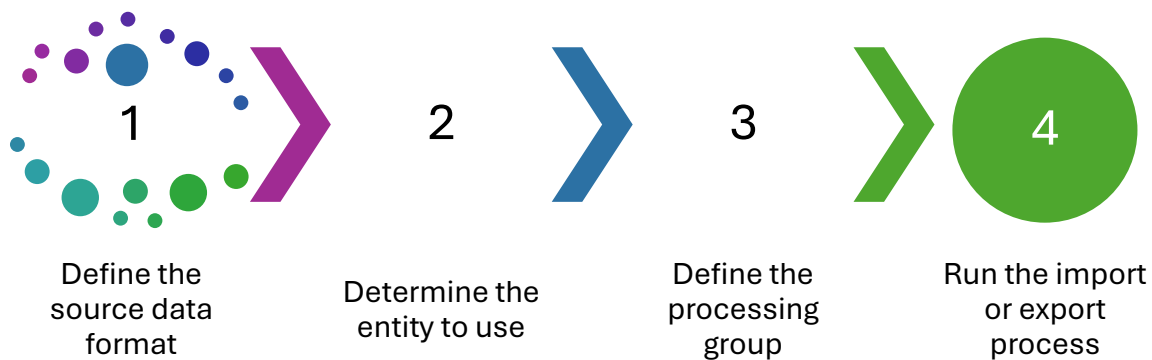 1
2
3
4
Define the
source data
format
Determine the
entity to use
Define the
processing
group
Run the import
or export
process